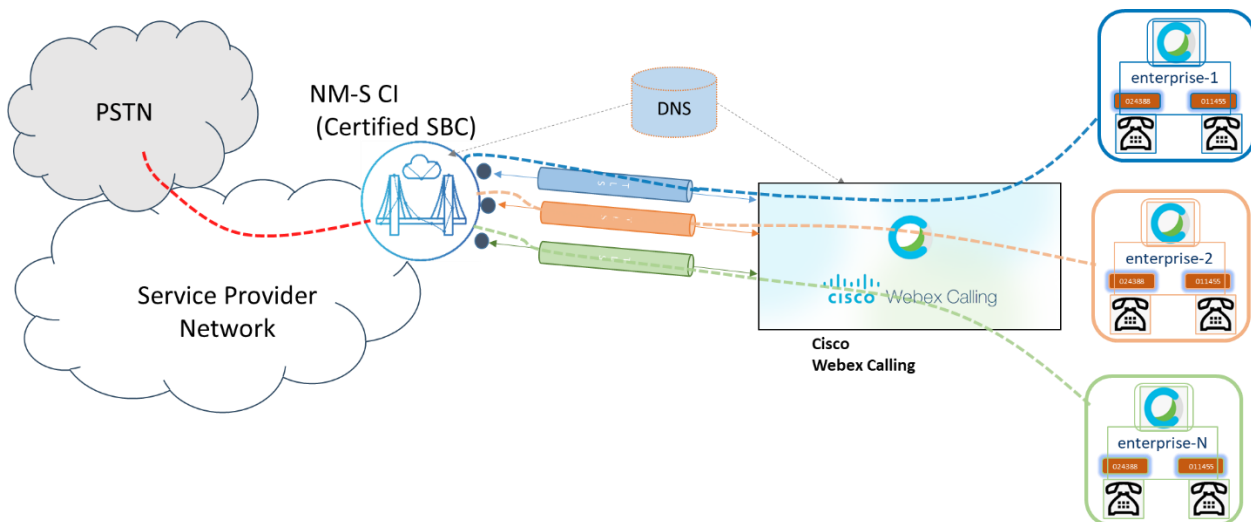 PSTN
NM-S CI
(Certified SBC)
DNS
Service Provider
Network
CISCO Webex Calling
Cisco
Webex Calling
enterprise-1
024388 011455
enterprise-2
024388 011455
enterprise-N
024388 011455